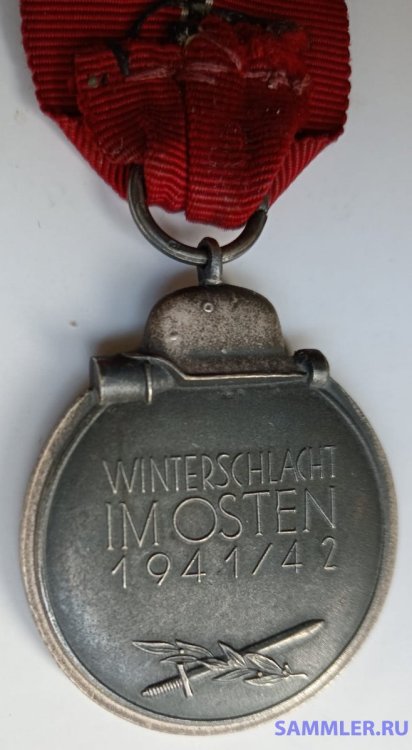 WINTERSCHLACHT
IM OSTEN
1941/42
SAMMLER.RU